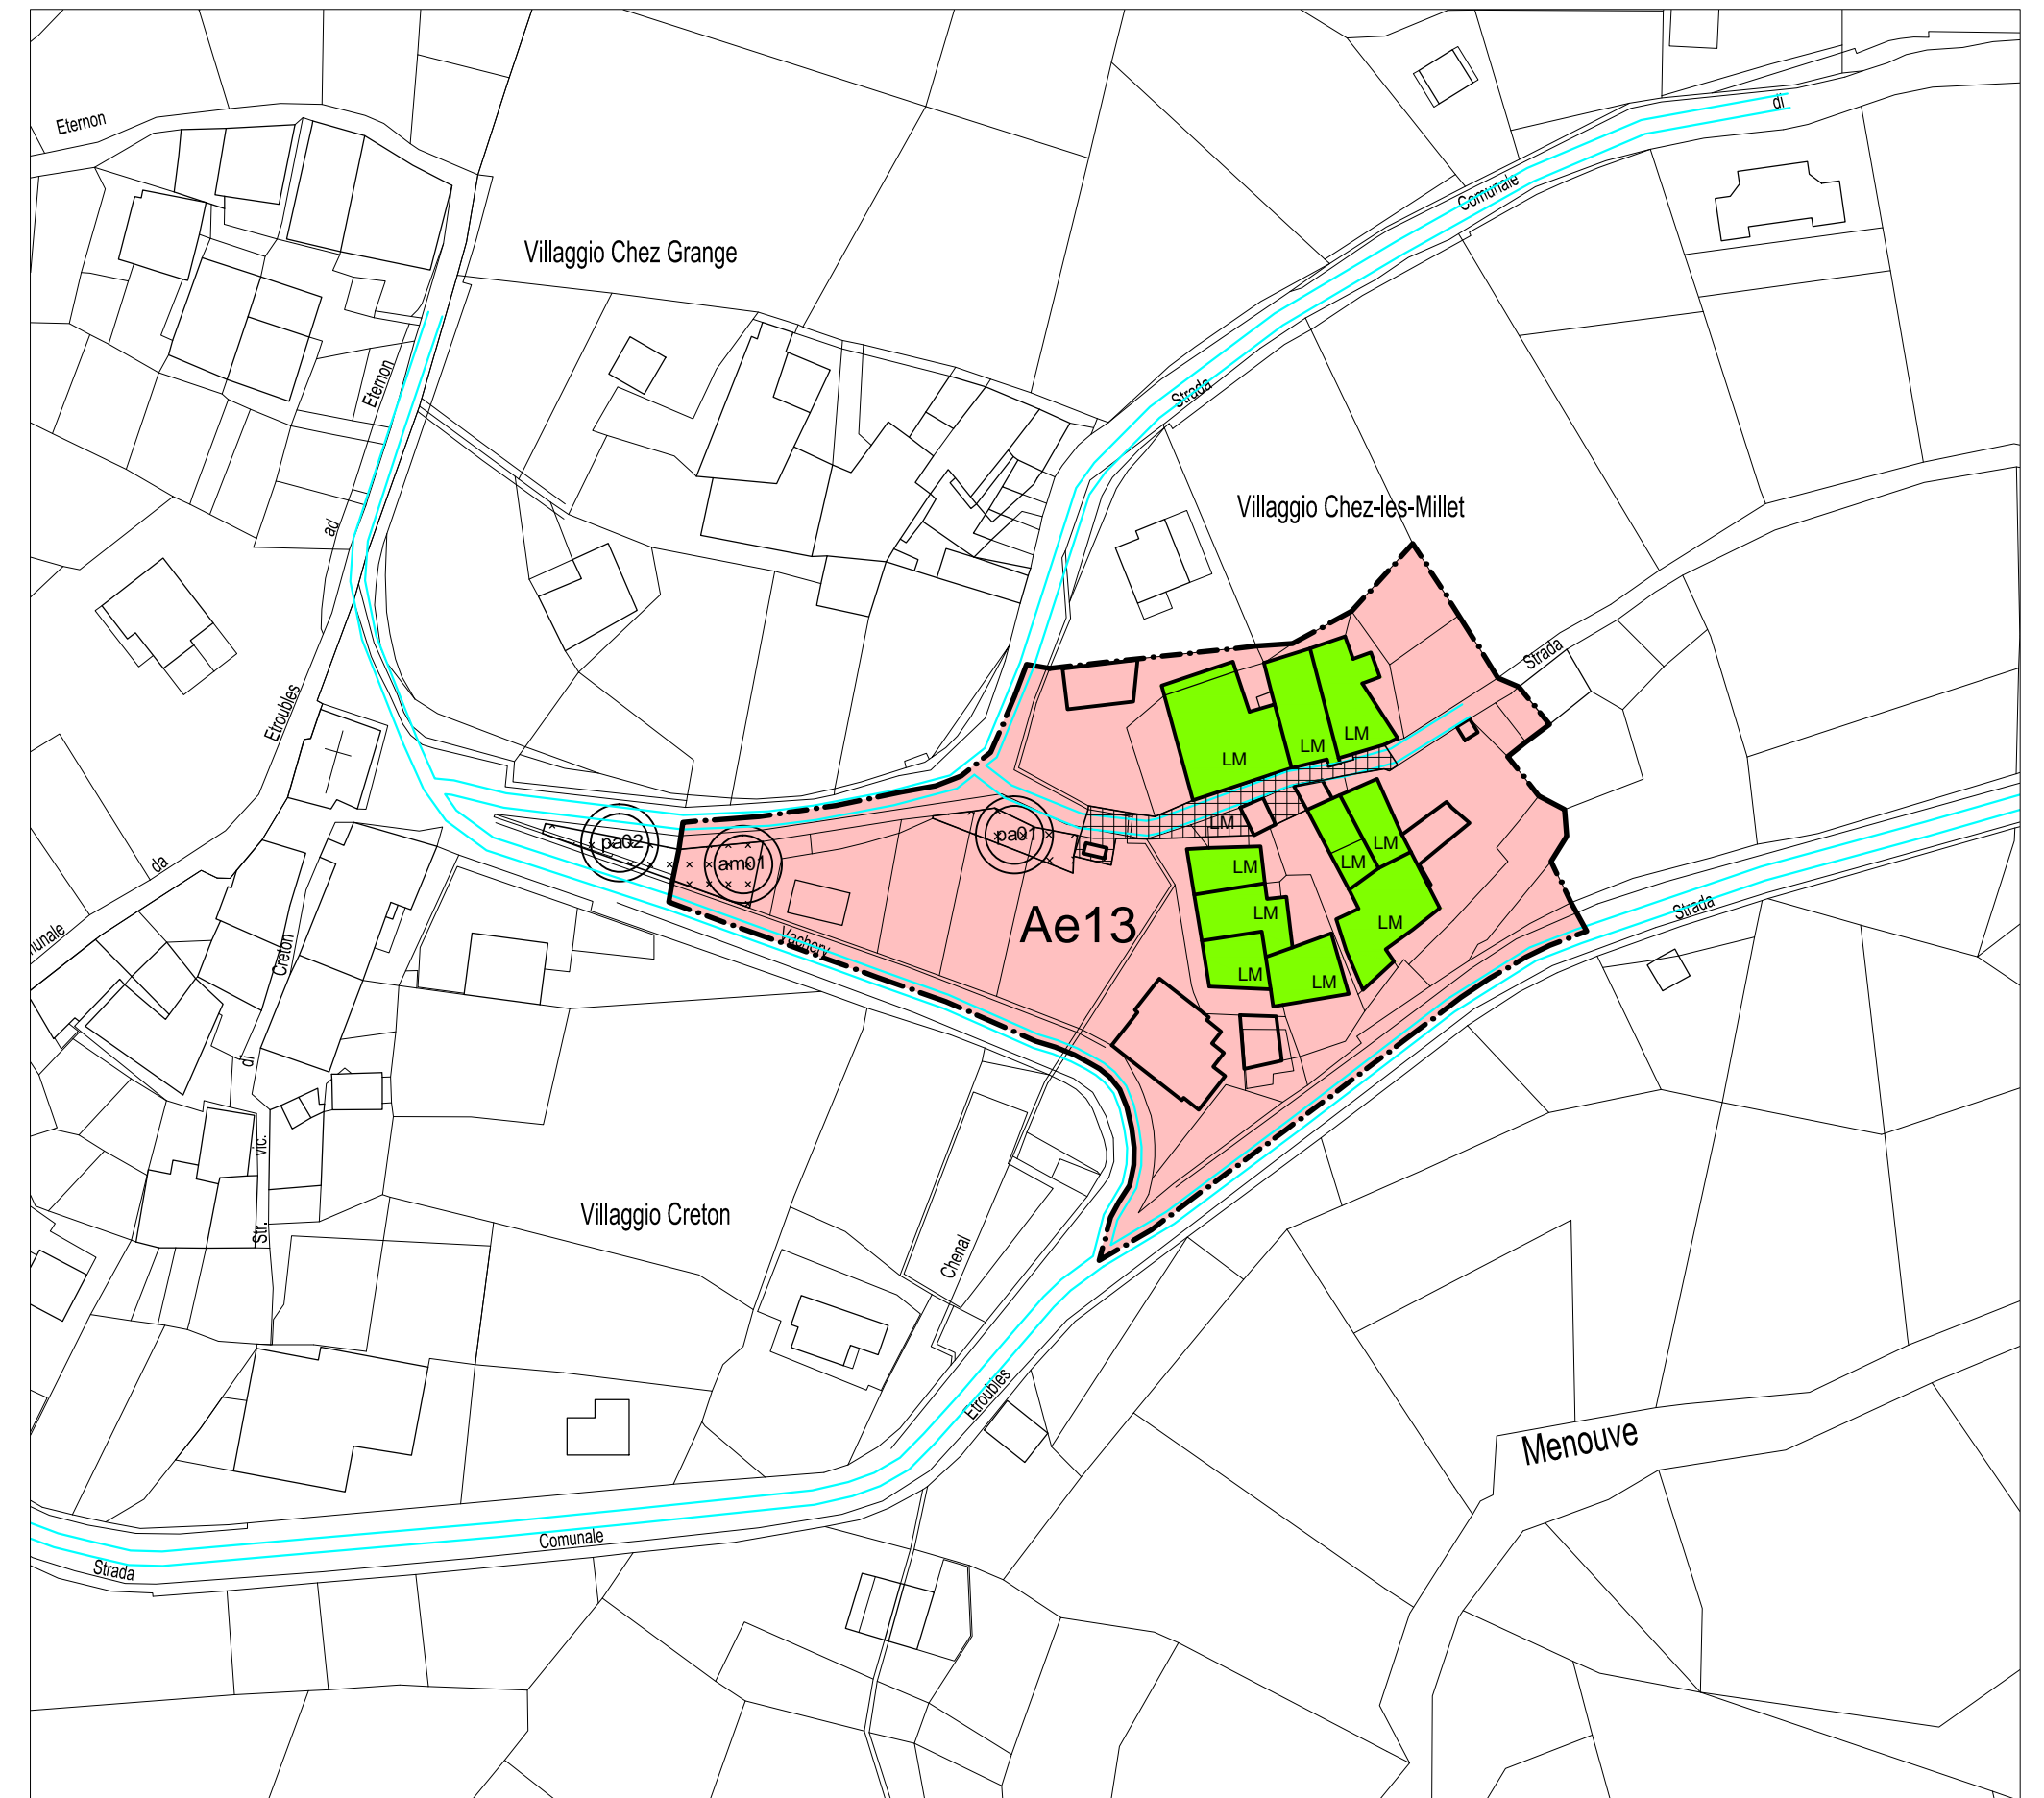 di
Eternon
Comunale
Villaggio Chez Grange
Eternon
Strada
Villaggio Chez-les-Millet
ad
Strada
Etroubles
LM
LM
LM
LM
pa02
am01
pa01
da
LM
LM
LM
LM
Strada
LM
Ae13
LM
Vachery
munale
Creton
LM
LM
di
vic.
Str.
Villaggio Creton
Chenal
Etroubles
Menouve
Comunale
Strada